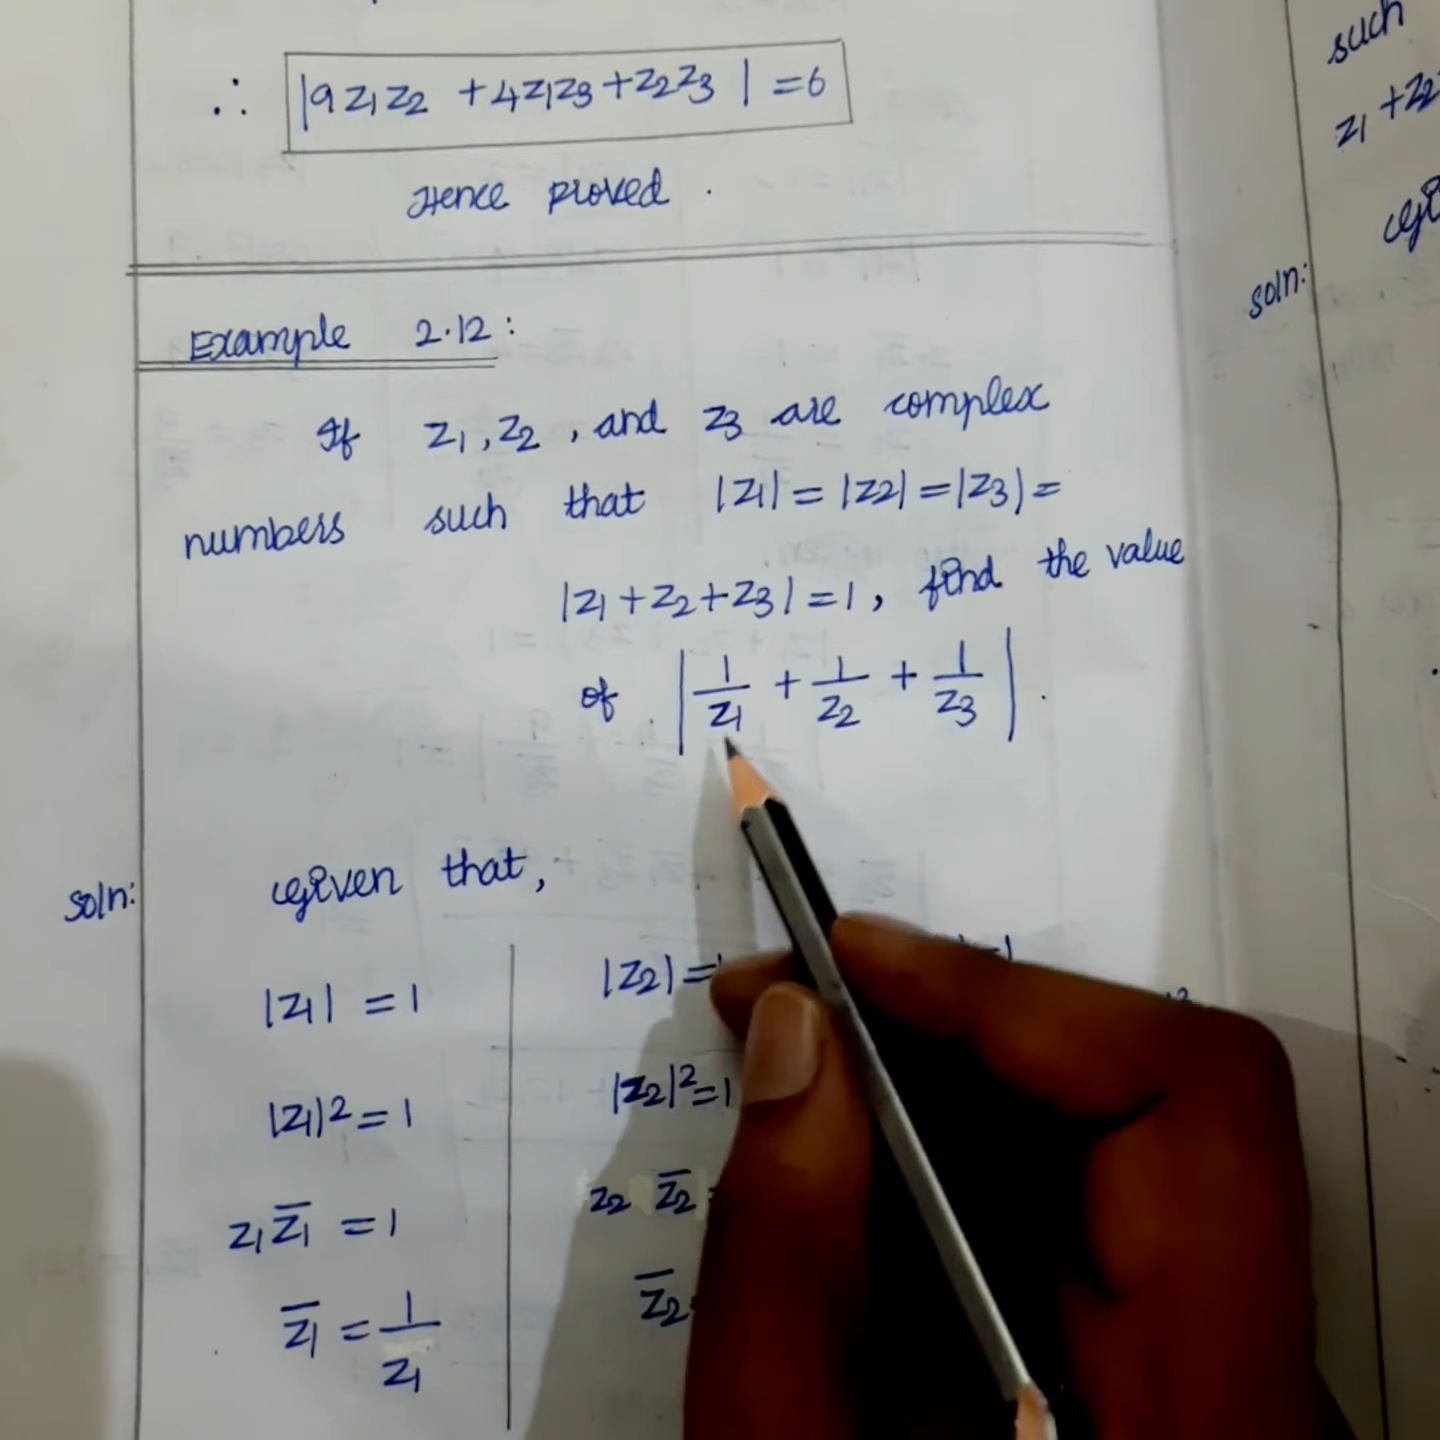 ∴ |9z₁z₂ + 4z₁z₃ + z₂z₃| = 6
Hence proved.
Example 2.12:
If z₁, z₂, and z₃ are complex
numbers such that |z₁| = |z₂| = |z₃| =
|z₁ + z₂ + z₃| = 1, find the value
of |1/z₁ + 1/z₂ + 1/z₃|.
soln: Given that,
|z₁| = 1
|z₁|² = 1
z₁ z̄₁ = 1
z̄₁ = 1/z₁
|z₂| = 1
|z₂|² = 1
z₂ z̄₂ =
z̄₂
such
z₁ + z₂
soln: